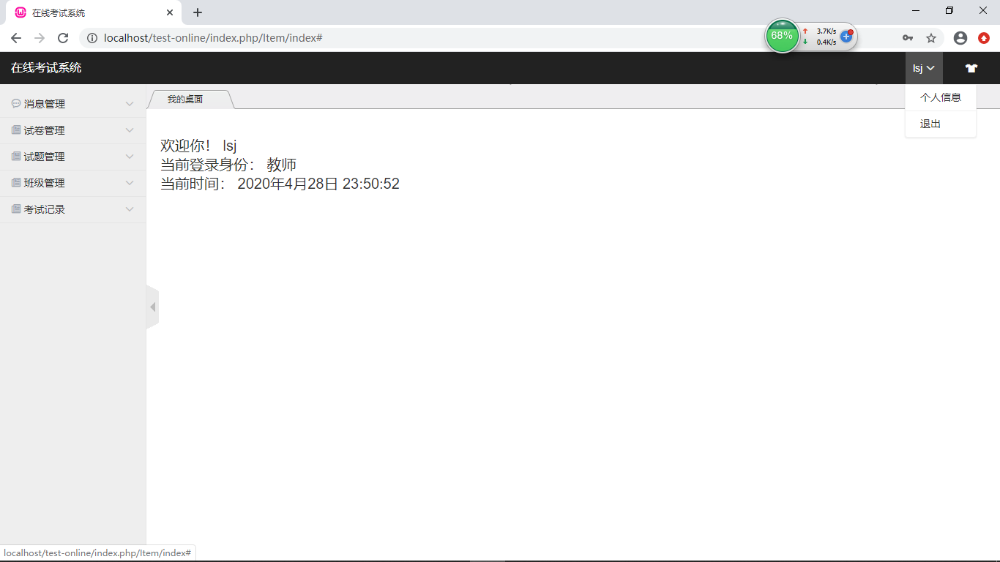 在线考试系统
localhost/test-online/index.php/Item/index#
68%
3.7K/s
0.4K/s
在线考试系统
lsj
个人信息
退出
消息管理
试卷管理
试题管理
班级管理
考试记录
我的桌面
欢迎你！ lsj
当前登录身份： 教师
当前时间： 2020年4月28日 23:50:52
localhost/test-online/index.php/Item/index#